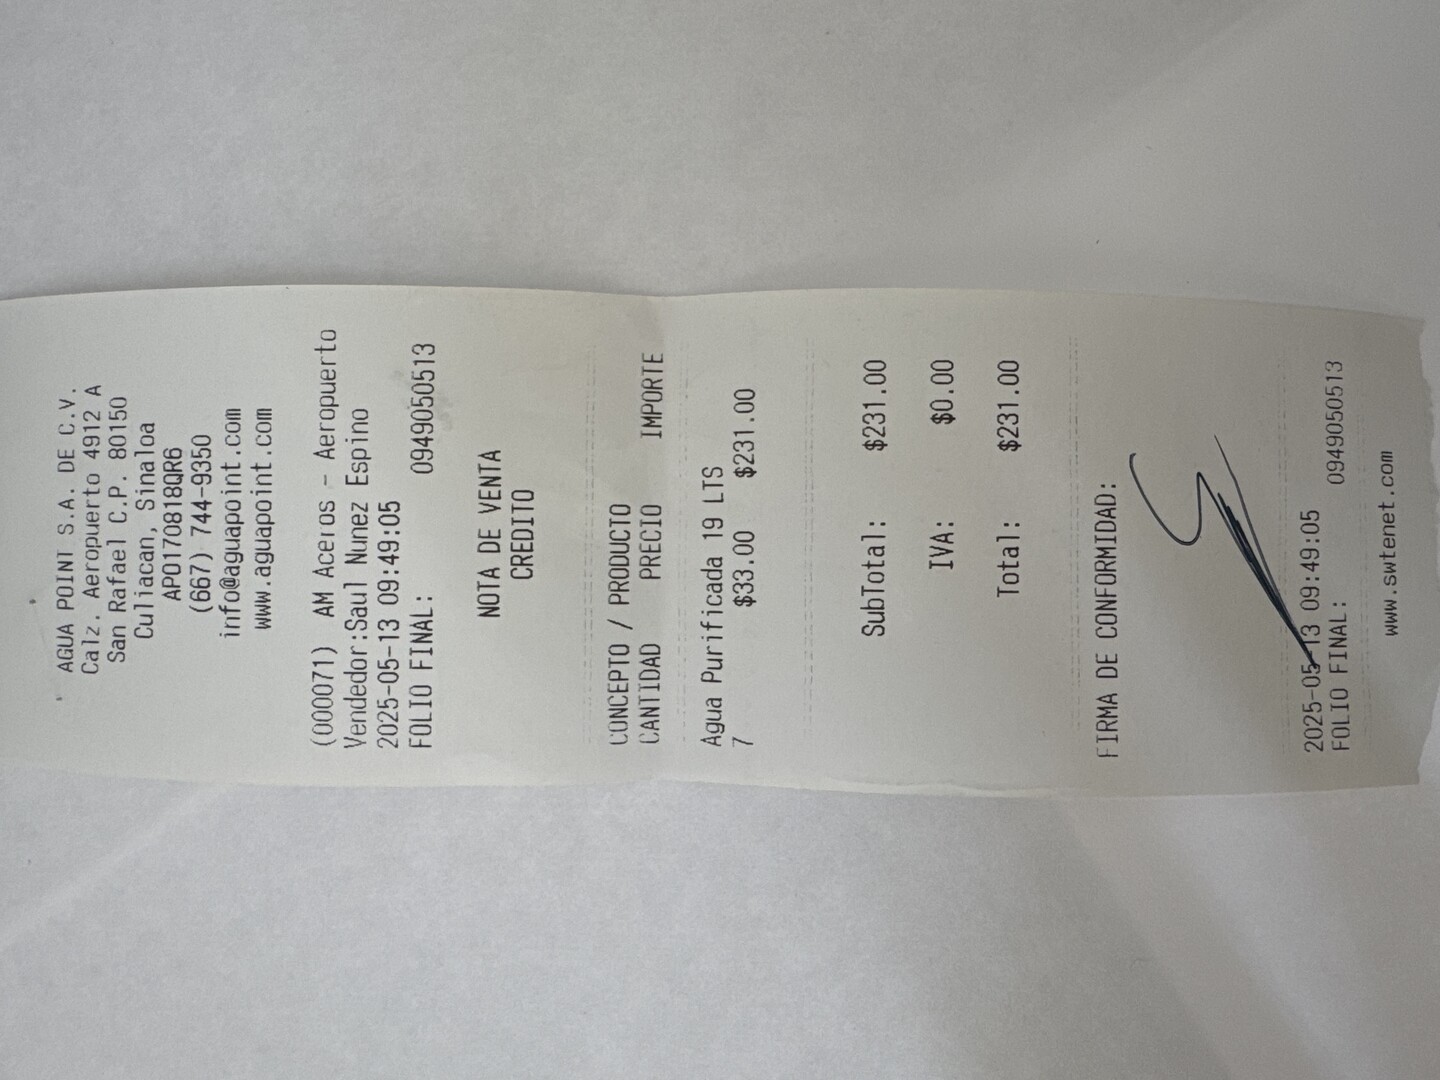 AGUA POINT S.A. DE C.V.
Calz. Aeropuerto 4912 A
San Rafael C.P. 80150
Culiacan, Sinaloa
APO170818QR6
(667) 744-9350
info@aguapoint.com
www.aguapoint.com
(000071) AM Aceros - Aeropuerto
Vendedor:Saul Nunez Espino
2025-05-13 09:49:05
FOLIO FINAL: 0949050513
NOTA DE VENTA
CREDITO
CONCEPTO / PRODUCTO
CANTIDAD PRECIO IMPORTE
Agua Purificada 19 LTS
7 $33.00 $231.00
SubTotal: $231.00
IVA: $0.00
Total: $231.00
FIRMA DE CONFORMIDAD:
2025-05-13 09:49:05
FOLIO FINAL: 0949050513
www.swtenet.com